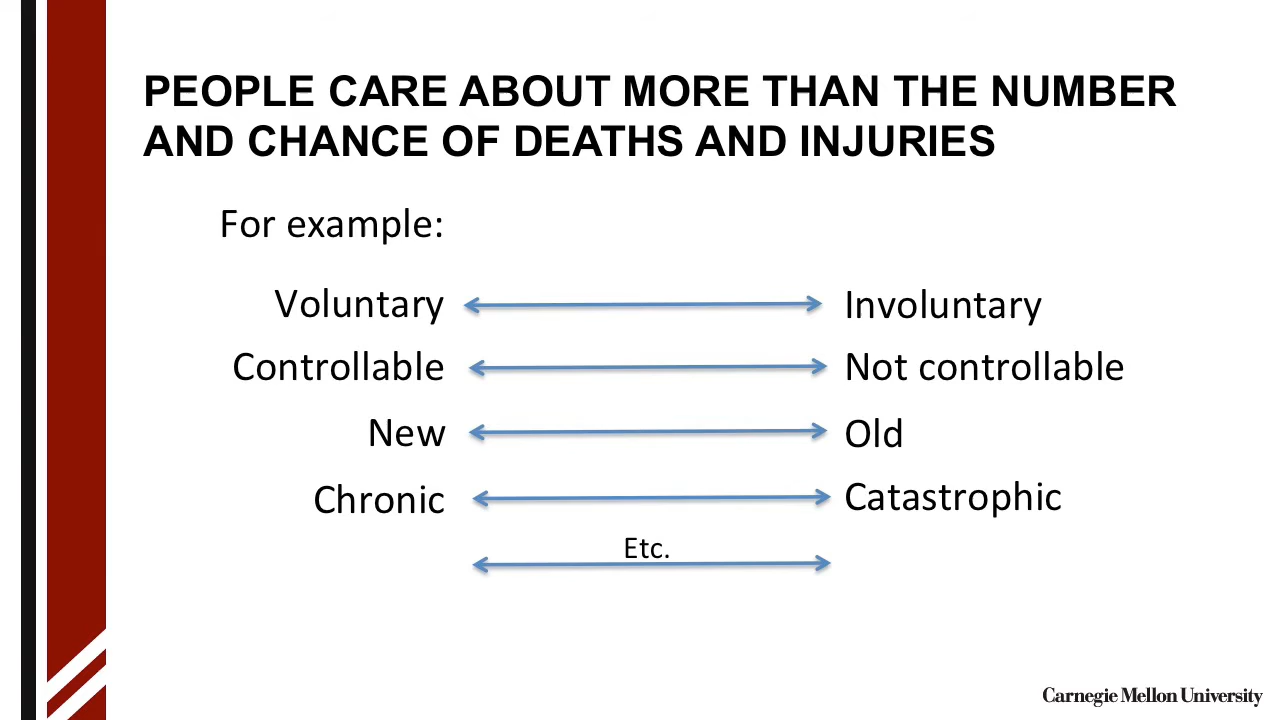 PEOPLE CARE ABOUT MORE THAN THE NUMBER
AND CHANCE OF DEATHS AND INJURIES
For example:
Voluntary Involuntary
Controllable Not controllable
New Old
Chronic Catastrophic
Etc.
Carnegie Mellon University